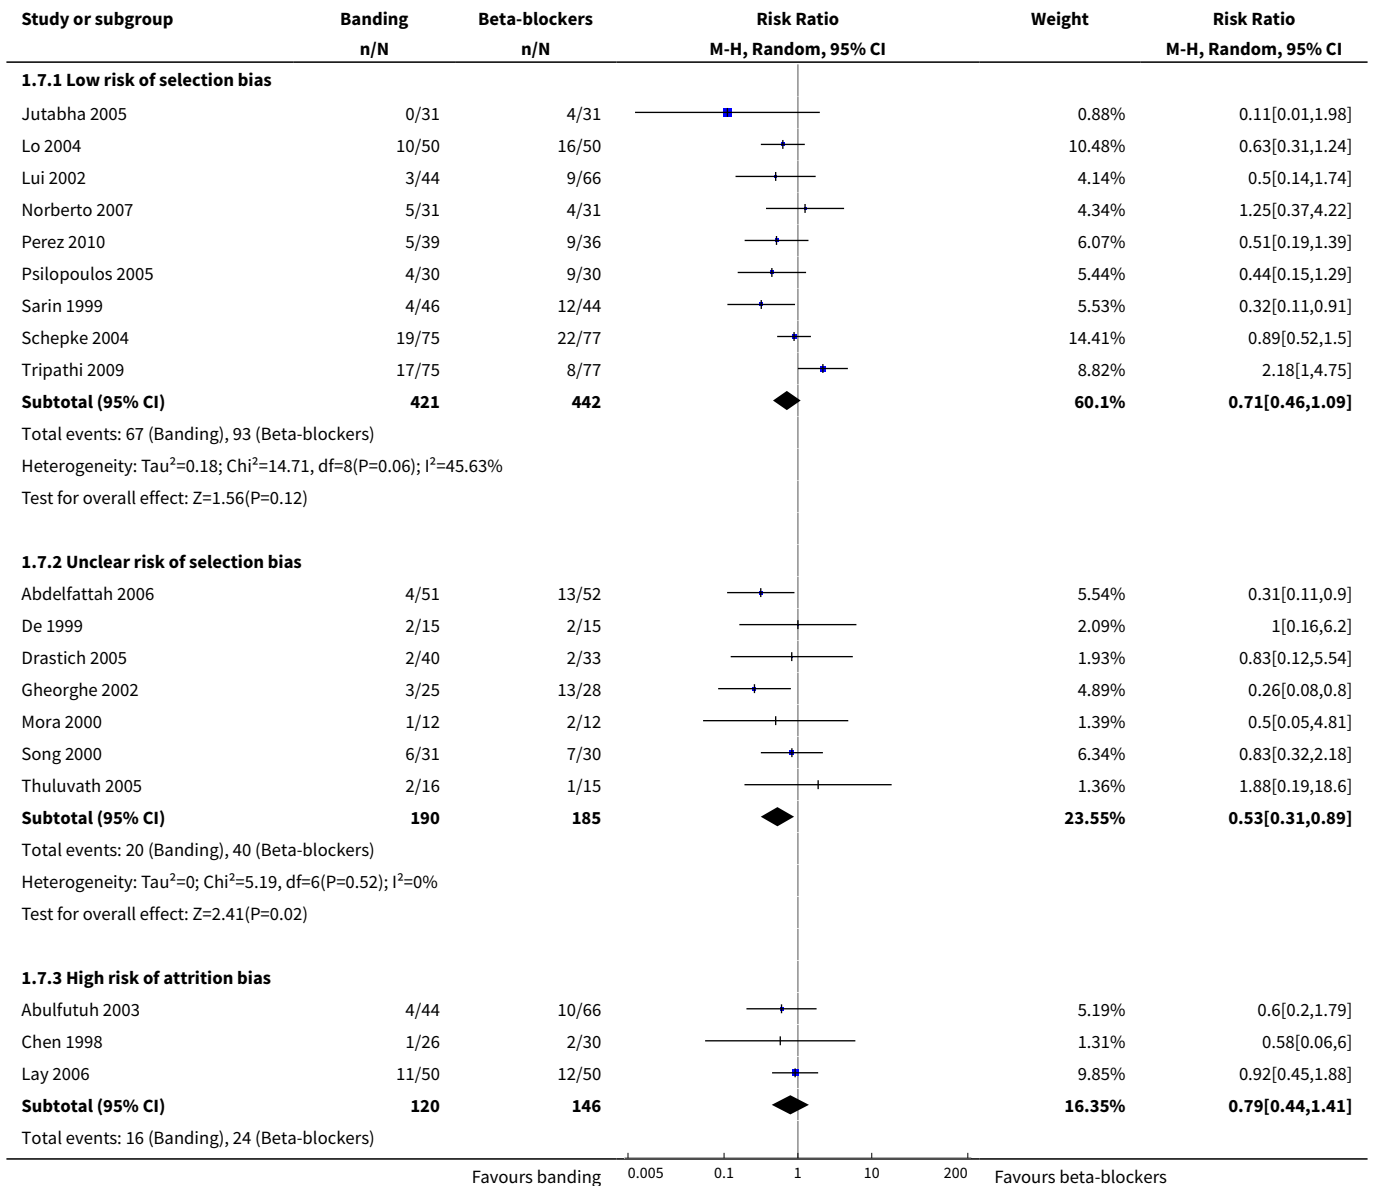 Study or subgroup Banding Beta-blockers Risk Ratio Weight Risk Ratio
n/N n/N M-H, Random, 95% CI M-H, Random, 95% CI
1.7.1 Low risk of selection bias
Jutabha 2005 0/31 4/31 0.88% 0.11[0.01,1.98]
Lo 2004 10/50 16/50 10.48% 0.63[0.31,1.24]
Lui 2002 3/44 9/66 4.14% 0.5[0.14,1.74]
Norberto 2007 5/31 4/31 4.34% 1.25[0.37,4.22]
Perez 2010 5/39 9/36 6.07% 0.51[0.19,1.39]
Psilopoulos 2005 4/30 9/30 5.44% 0.44[0.15,1.29]
Sarin 1999 4/46 12/44 5.53% 0.32[0.11,0.91]
Schepke 2004 19/75 22/77 14.41% 0.89[0.52,1.5]
Tripathi 2009 17/75 8/77 8.82% 2.18[1,4.75]
Subtotal (95% CI) 421 442 60.1% 0.71[0.46,1.09]
Total events: 67 (Banding), 93 (Beta-blockers)
Heterogeneity: Tau²=0.18; Chi²=14.71, df=8(P=0.06); I²=45.63%
Test for overall effect: Z=1.56(P=0.12)
1.7.2 Unclear risk of selection bias
Abdelfattah 2006 4/51 13/52 5.54% 0.31[0.11,0.9]
De 1999 2/15 2/15 2.09% 1[0.16,6.2]
Drastich 2005 2/40 2/33 1.93% 0.83[0.12,5.54]
Gheorghe 2002 3/25 13/28 4.89% 0.26[0.08,0.8]
Mora 2000 1/12 2/12 1.39% 0.5[0.05,4.81]
Song 2000 6/31 7/30 6.34% 0.83[0.32,2.18]
Thuluvath 2005 2/16 1/15 1.36% 1.88[0.19,18.6]
Subtotal (95% CI) 190 185 23.55% 0.53[0.31,0.89]
Total events: 20 (Banding), 40 (Beta-blockers)
Heterogeneity: Tau²=0; Chi²=5.19, df=6(P=0.52); I²=0%
Test for overall effect: Z=2.41(P=0.02)
1.7.3 High risk of attrition bias
Abulfutuh 2003 4/44 10/66 5.19% 0.6[0.2,1.79]
Chen 1998 1/26 2/30 1.31% 0.58[0.06,6]
Lay 2006 11/50 12/50 9.85% 0.92[0.45,1.88]
Subtotal (95% CI) 120 146 16.35% 0.79[0.44,1.41]
Total events: 16 (Banding), 24 (Beta-blockers)
Favours banding 0.005 0.1 1 10 200 Favours beta-blockers